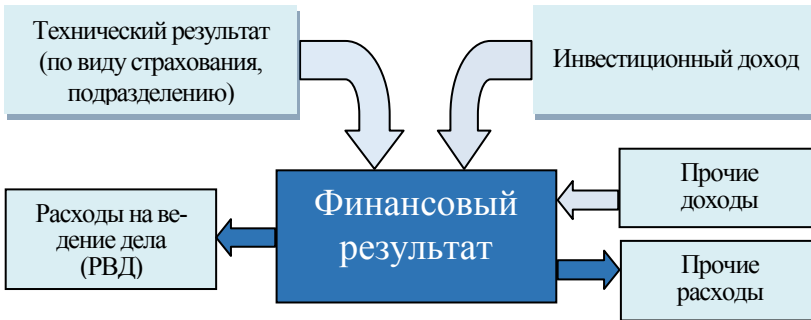 Технический результат
(по виду страхования,
подразделению)
Инвестиционный доход
Расходы на ве-
дение дела
(РВД)
Финансовый
результат
Прочие
доходы
Прочие
расходы